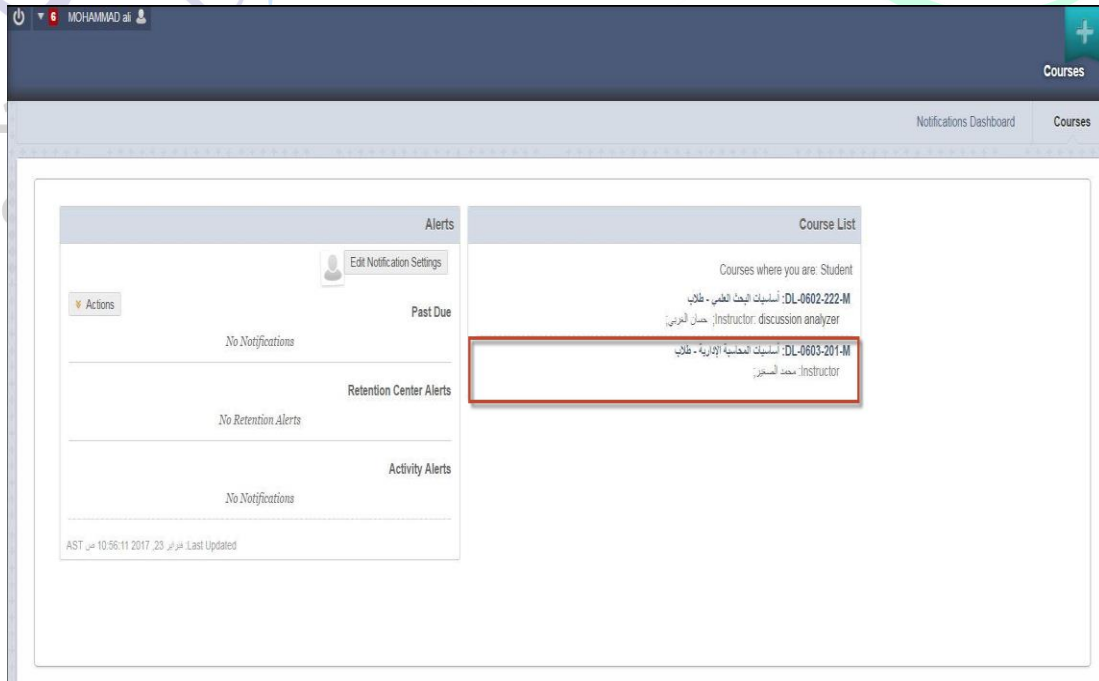 6 MOHAMMAD ali
Courses
Notifications Dashboard Courses
Alerts
Edit Notification Settings
Actions
Past Due
No Notifications
Retention Center Alerts
No Retention Alerts
Activity Alerts
No Notifications
Last Updated: فبراير 23, 2017 10:56:11 ص AST
Course List
Courses where you are: Student
DL-0602-222-M: أساسيات البحث العلمي - طلاب
Instructor: discussion analyzer; حسان الغربي;
DL-0603-201-M: أساسيات المحاسبة الإدارية - طلاب
Instructor: محمد الصغير;